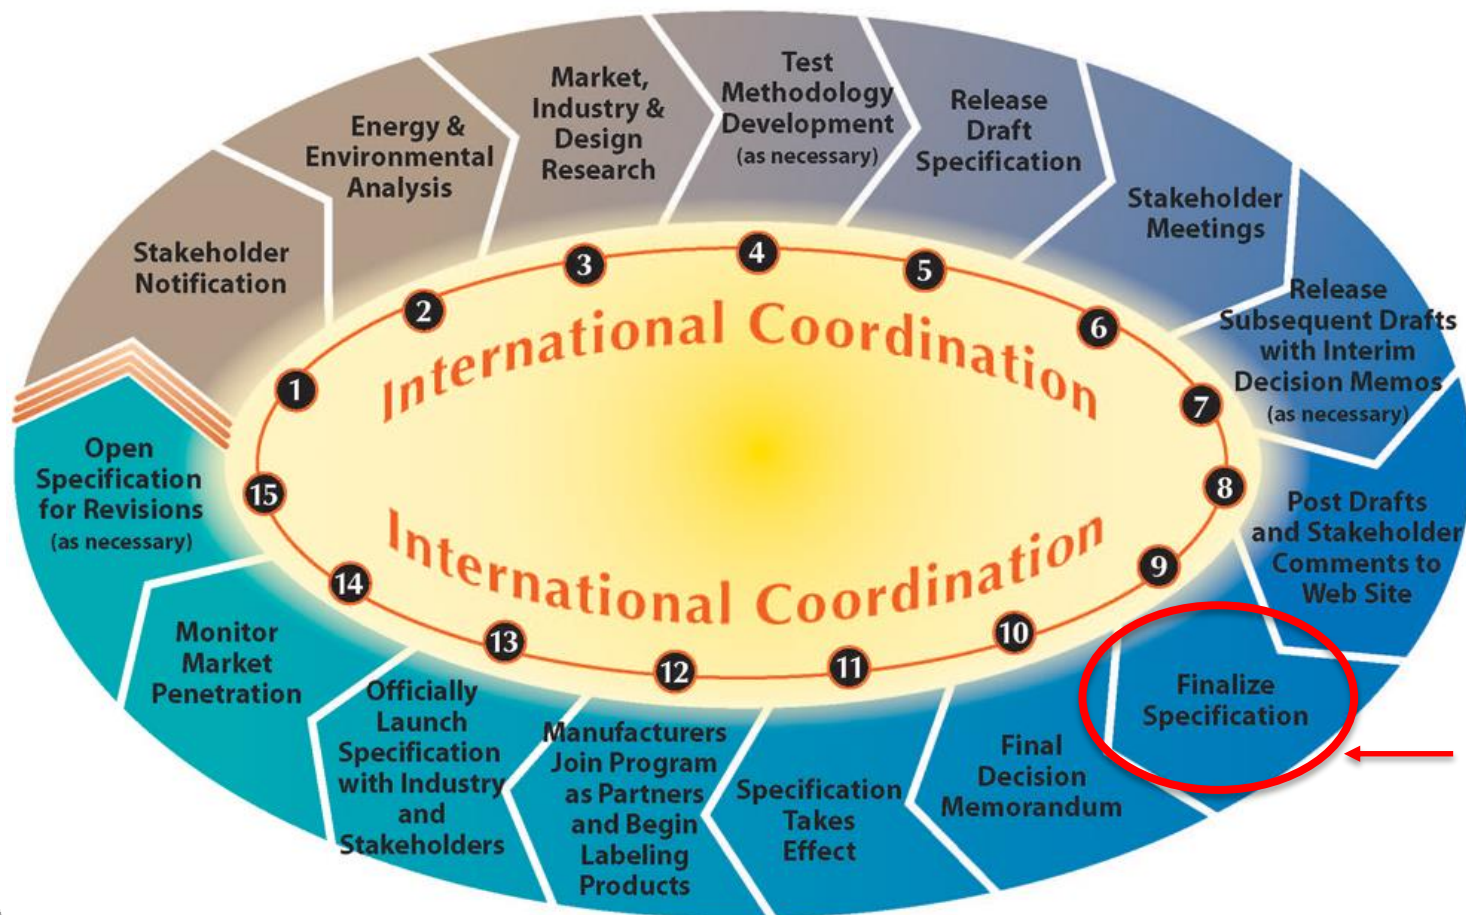 Stakeholder
Notification
Energy &
Environmental
Analysis
Market,
Industry &
Design
Research
Test
Methodology
Development
(as necessary)
Release
Draft
Specification
Stakeholder
Meetings
Release
Subsequent Drafts
with Interim
Decision Memos
(as necessary)
Post Drafts
and Stakeholder
Comments to
Web Site
Finalize
Specification
Final
Decision
Memorandum
Specification
Takes
Effect
Manufacturers
Join Program
as Partners
and Begin
Labeling
Products
Officially
Launch
Specification
with Industry
and
Stakeholders
Monitor
Market
Penetration
Open
Specification
for Revisions
(as necessary)
1
2
3
4
5
6
7
8
9
10
11
12
13
14
15
International Coordination
International Coordination